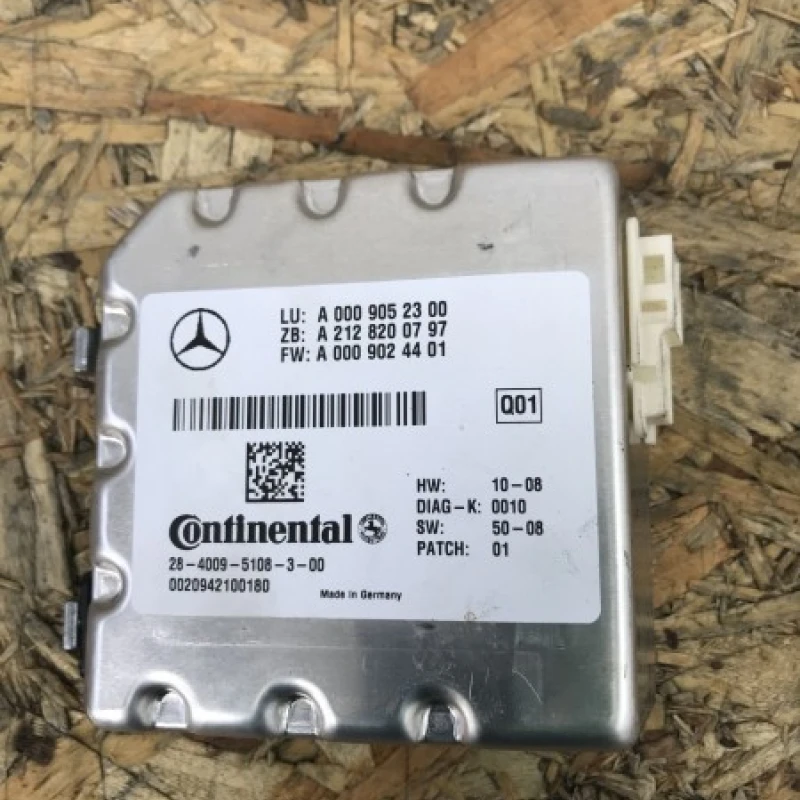 LU: A 000 905 23 00
ZB: A 212 820 07 97
FW: A 000 902 44 01
Q01
HW: 10-08
DIAG-K: 0010
SW: 50-08
PATCH: 01
Continental
28-4009-5108-3-00
0020942100180
Made in Germany